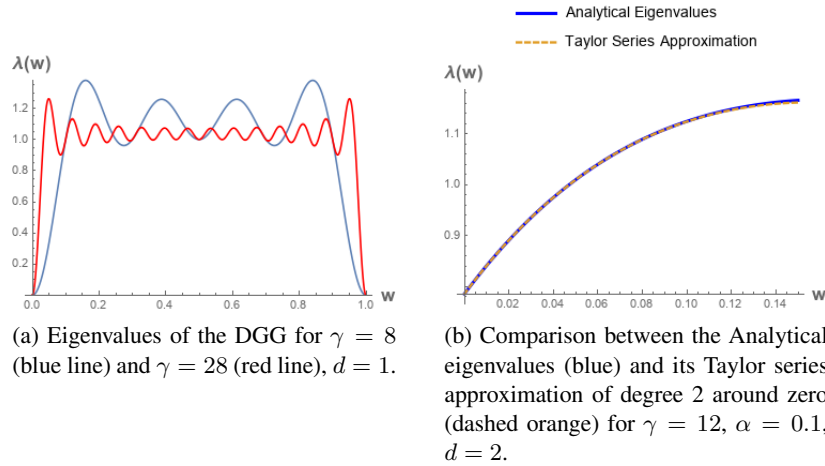 λ(w)
1.2
1.0
0.8
0.6
0.4
0.2
0.0 0.2 0.4 0.6 0.8 1.0 w
(a) Eigenvalues of the DGG for γ = 8
(blue line) and γ = 28 (red line), d = 1.
Analytical Eigenvalues
Taylor Series Approximation
λ(w)
1.1
1.0
0.9
0.02 0.04 0.06 0.08 0.10 0.12 0.14 w
(b) Comparison between the Analytical
eigenvalues (blue) and its Taylor series
approximation of degree 2 around zero
(dashed orange) for γ = 12, α = 0.1,
d = 2.